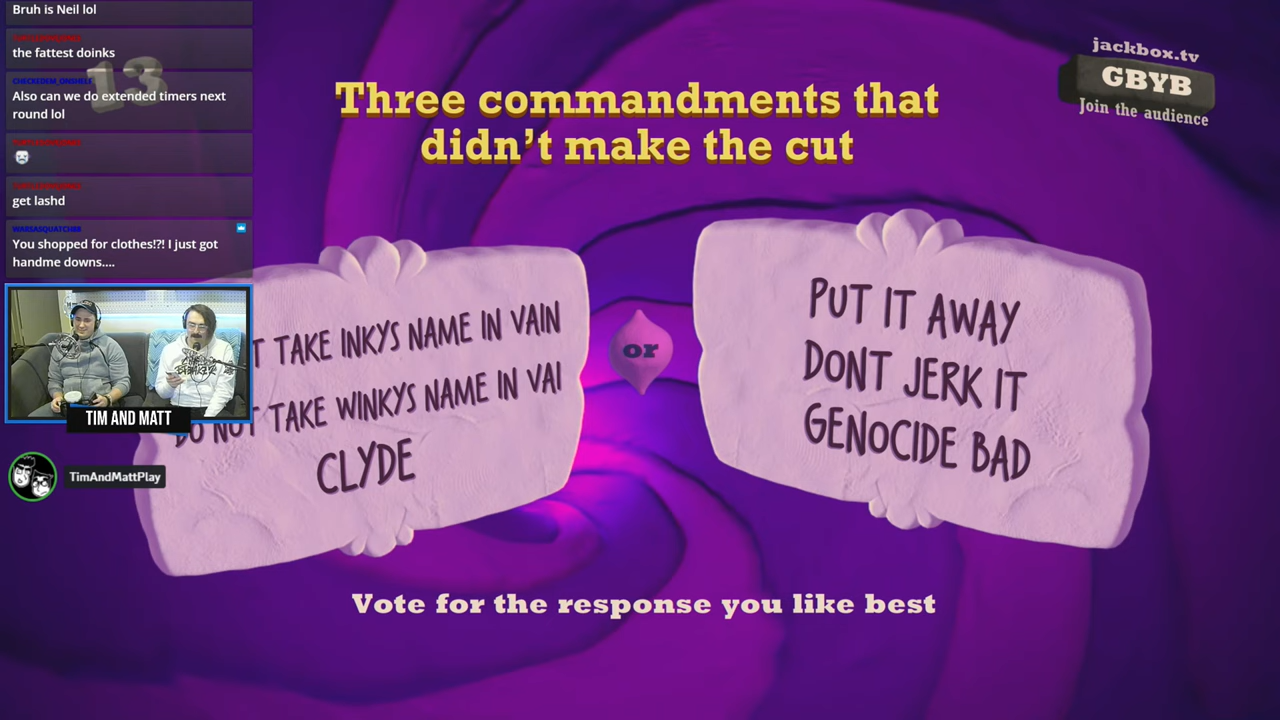 Bruh is Neil lol
the fattest doinks
13
Also can we do extended timers next
round lol
get lashd
WARSASQUATCH88
You shopped for clothes!?! I just got
handme downs....
TIM AND MATT
TimAndMattPlay
Three commandments that
didn't make the cut
jackbox.tv
GBYB
Join the audience
T TAKE INKYS NAME IN VAIN
DO NOT TAKE WINKYS NAME IN VAI
CLYDE
or
PUT IT AWAY
DONT JERK IT
GENOCIDE BAD
Vote for the response you like best